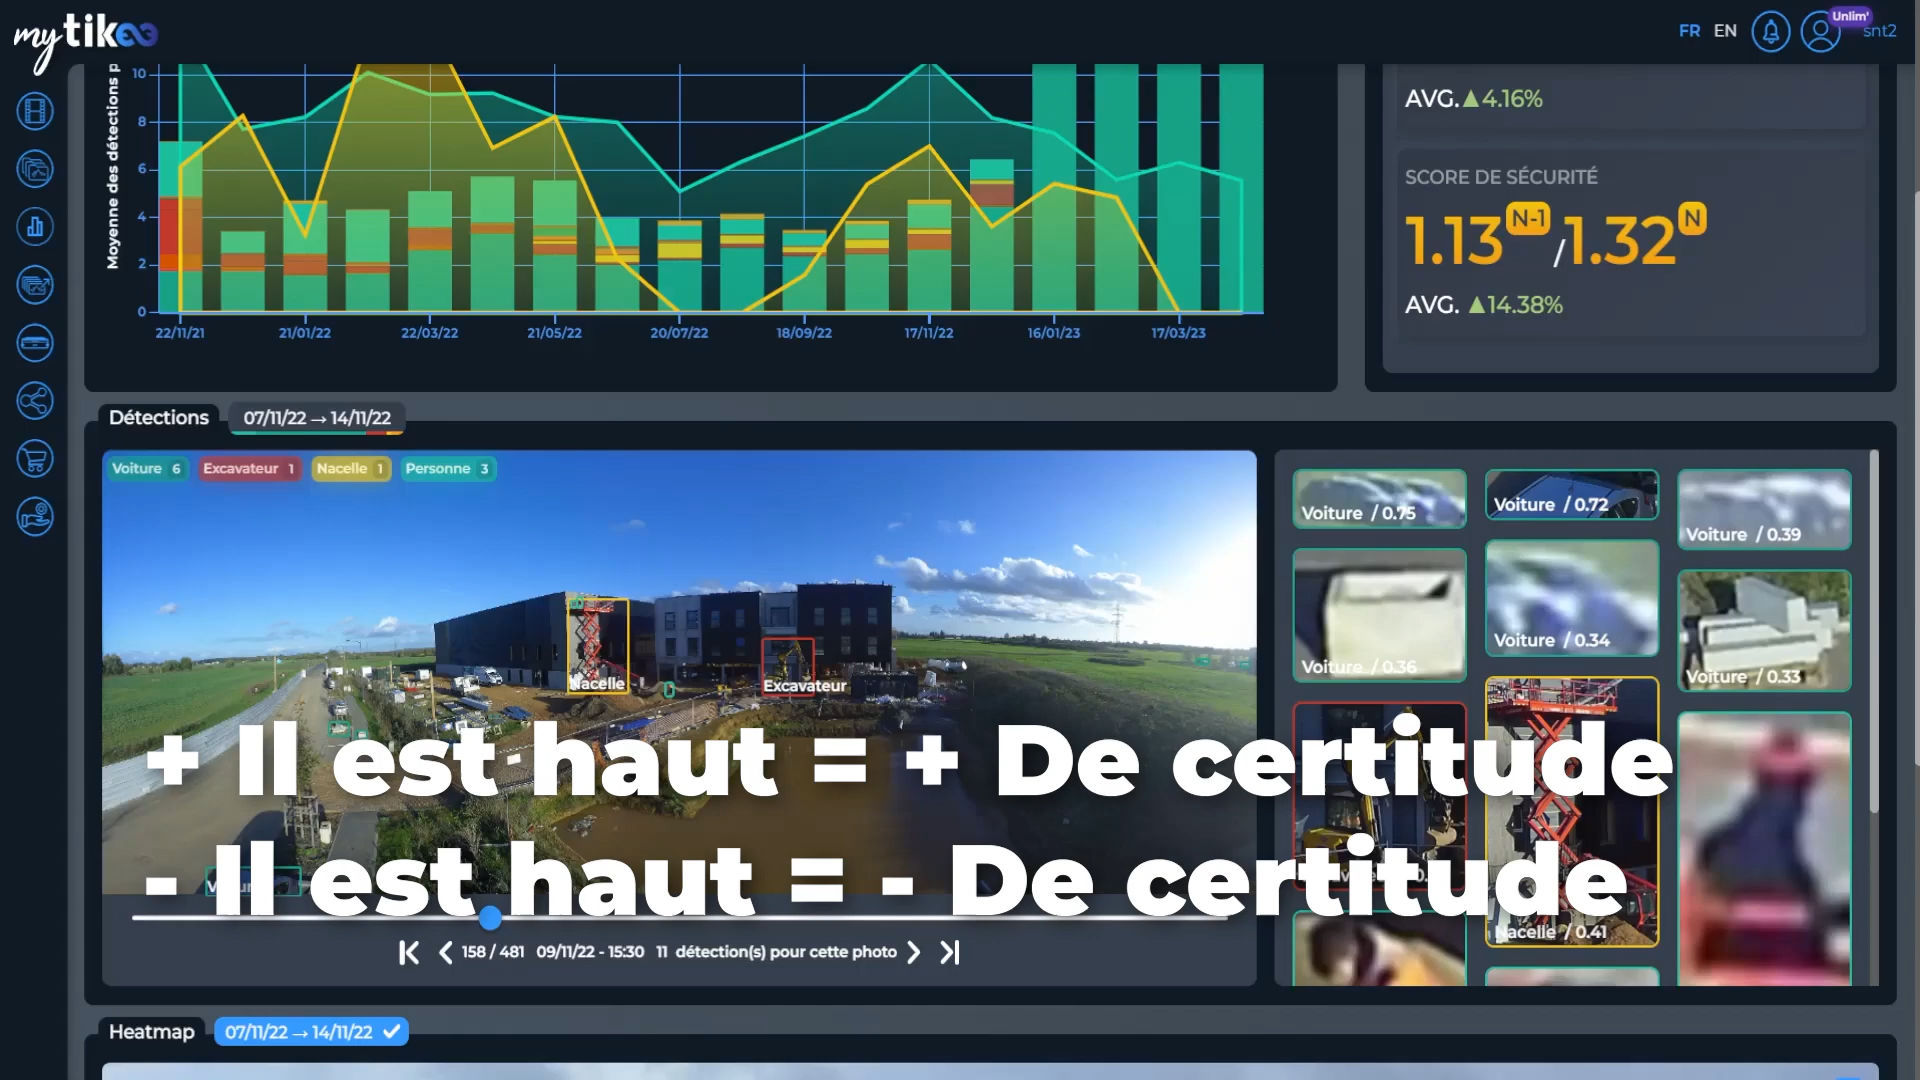 mytikee
FR EN Unlim' snt2
Moyenne des détections p
10
8
6
4
2
0
22/11/21 21/01/22 22/03/22 21/05/22 20/07/22 18/09/22 17/11/22 16/01/23 17/03/23
AVG. ▲4.16%
SCORE DE SÉCURITÉ
1.13 N-1 / 1.32 N
AVG. ▲14.38%
Détections 07/11/22 → 14/11/22
Voiture 6 Excavateur 1 Nacelle 1 Personne 3
Nacelle
Excavateur
Voiture / 0.75
Voiture / 0.72
Voiture / 0.39
Voiture / 0.36
Voiture / 0.34
Voiture / 0.33
Nacelle / 0.41
+ Il est haut = + De certitude
- Il est haut = - De certitude
158 / 481 09/11/22 - 15:30 11 détection(s) pour cette photo
Heatmap 07/11/22 → 14/11/22